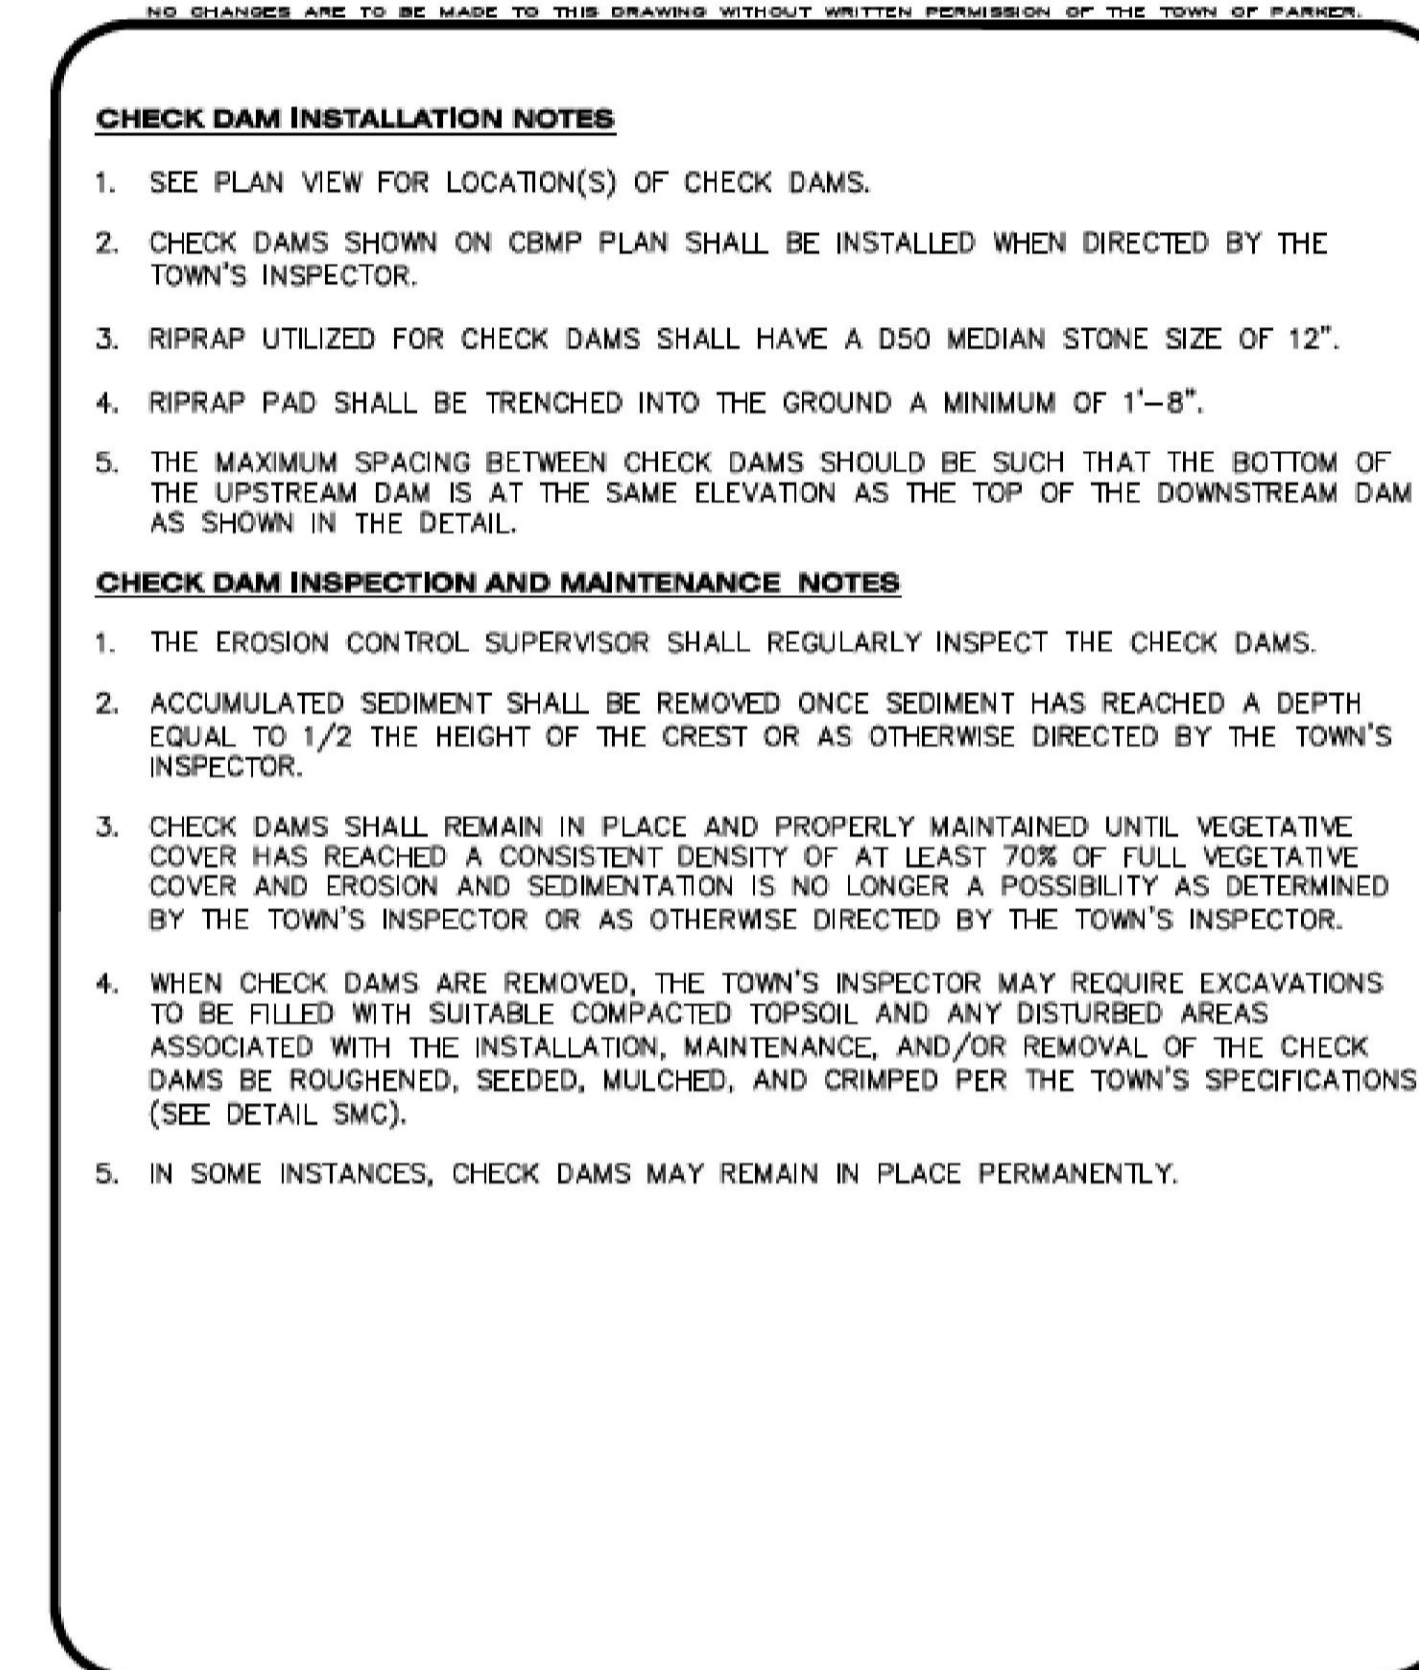 NO CHANGES ARE TO BE MADE TO THIS DRAWING WITHOUT WRITTEN PERMISSION OF THE TOWN OF PARKER.
CHECK DAM INSTALLATION NOTES
1. SEE PLAN VIEW FOR LOCATION(S) OF CHECK DAMS.
2. CHECK DAMS SHOWN ON CBMP PLAN SHALL BE INSTALLED WHEN DIRECTED BY THE
TOWN'S INSPECTOR.
3. RIPRAP UTILIZED FOR CHECK DAMS SHALL HAVE A D50 MEDIAN STONE SIZE OF 12".
4. RIPRAP PAD SHALL BE TRENCHED INTO THE GROUND A MINIMUM OF 1'-8".
5. THE MAXIMUM SPACING BETWEEN CHECK DAMS SHOULD BE SUCH THAT THE BOTTOM OF
THE UPSTREAM DAM IS AT THE SAME ELEVATION AS THE TOP OF THE DOWNSTREAM DAM
AS SHOWN IN THE DETAIL.
CHECK DAM INSPECTION AND MAINTENANCE NOTES
1. THE EROSION CONTROL SUPERVISOR SHALL REGULARLY INSPECT THE CHECK DAMS.
2. ACCUMULATED SEDIMENT SHALL BE REMOVED ONCE SEDIMENT HAS REACHED A DEPTH
EQUAL TO 1/2 THE HEIGHT OF THE CREST OR AS OTHERWISE DIRECTED BY THE TOWN'S
INSPECTOR.
3. CHECK DAMS SHALL REMAIN IN PLACE AND PROPERLY MAINTAINED UNTIL VEGETATIVE
COVER HAS REACHED A CONSISTENT DENSITY OF AT LEAST 70% OF FULL VEGETATIVE
COVER AND EROSION AND SEDIMENTATION IS NO LONGER A POSSIBILITY AS DETERMINED
BY THE TOWN'S INSPECTOR OR AS OTHERWISE DIRECTED BY THE TOWN'S INSPECTOR.
4. WHEN CHECK DAMS ARE REMOVED, THE TOWN'S INSPECTOR MAY REQUIRE EXCAVATIONS
TO BE FILLED WITH SUITABLE COMPACTED TOPSOIL AND ANY DISTURBED AREAS
ASSOCIATED WITH THE INSTALLATION, MAINTENANCE, AND/OR REMOVAL OF THE CHECK
DAMS BE ROUGHENED, SEEDED, MULCHED, AND CRIMPED PER THE TOWN'S SPECIFICATIONS
(SEE DETAIL SMC).
5. IN SOME INSTANCES, CHECK DAMS MAY REMAIN IN PLACE PERMANENTLY.